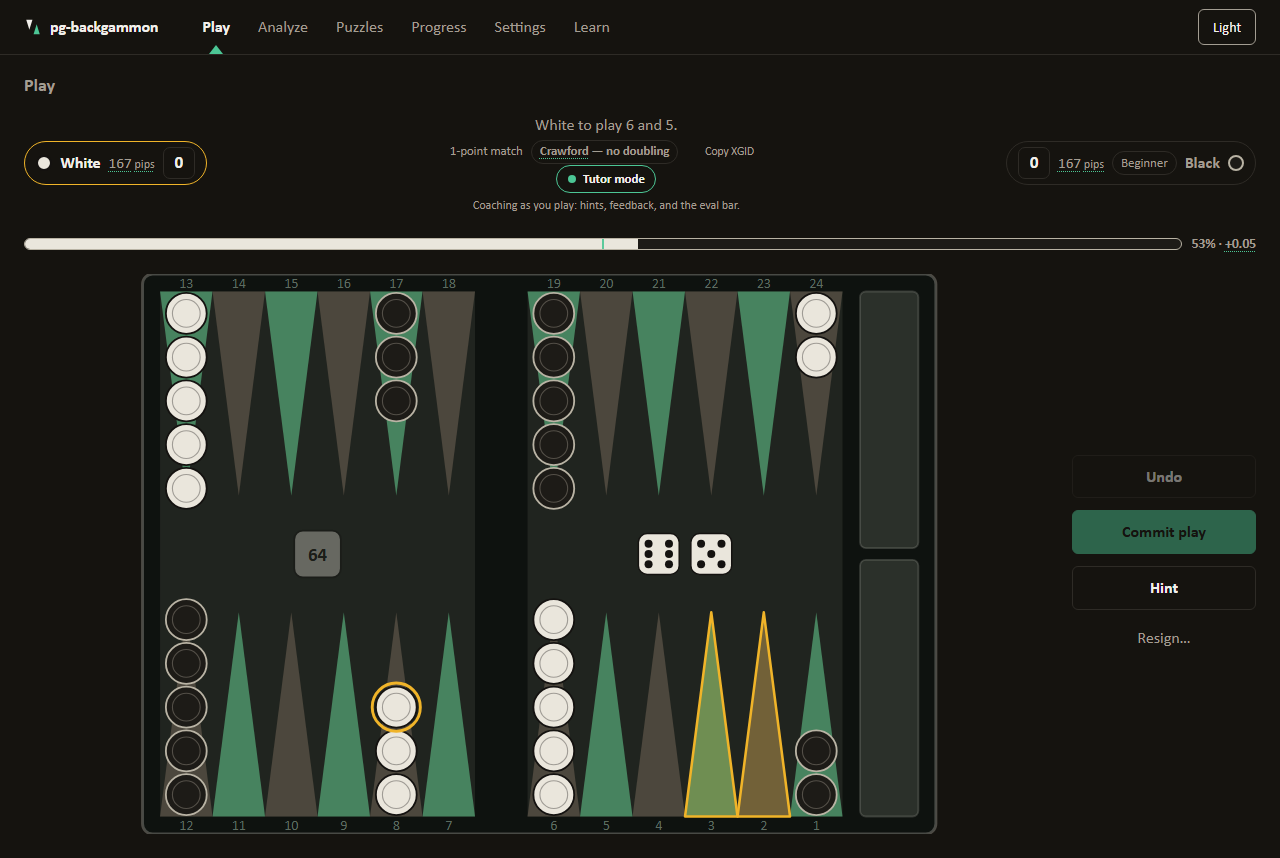 pg-backgammon Play Analyze Puzzles Progress Settings Learn Light
Play
White to play 6 and 5.
White 167 pips 0
1-point match Crawford — no doubling Copy XGID
Tutor mode
Coaching as you play: hints, feedback, and the eval bar.
0 167 pips Beginner Black
53% · +0.05
13 14 15 16 17 18 19 20 21 22 23 24
64
12 11 10 9 8 7 6 5 4 3 2 1
Undo
Commit play
Hint
Resign...